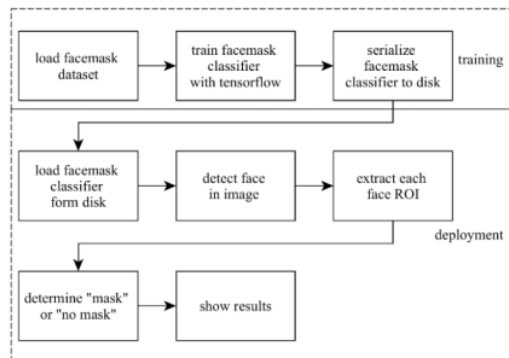 load facemask
dataset
train facemask
classifier
with tensorflow
serialize
facemask
classifier to disk
training
load facemask
classifier
form disk
detect face
in image
extract each
face ROI
deployment
determine "mask"
or "no mask"
show results